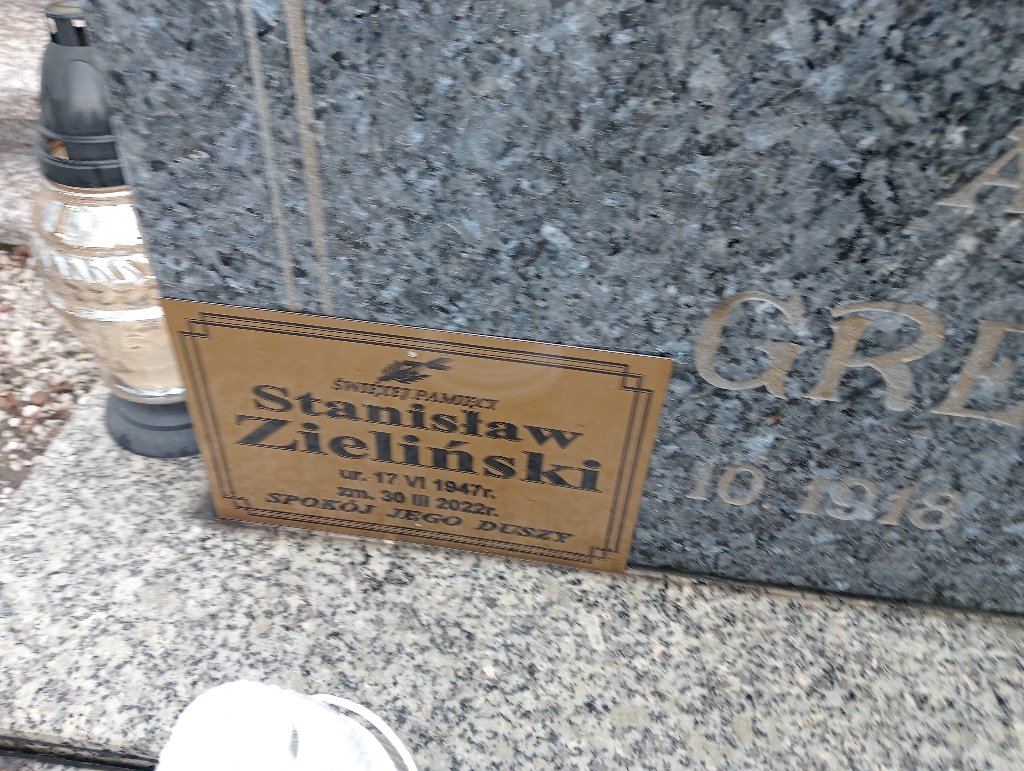 ŚWIĘTEJ PAMIĘCI
Stanisław
Zieliński
ur. 17 VI 1947r.
zm. 30 III 2022r.
SPOKÓJ JEGO DUSZY
A
GRE
10. 1918